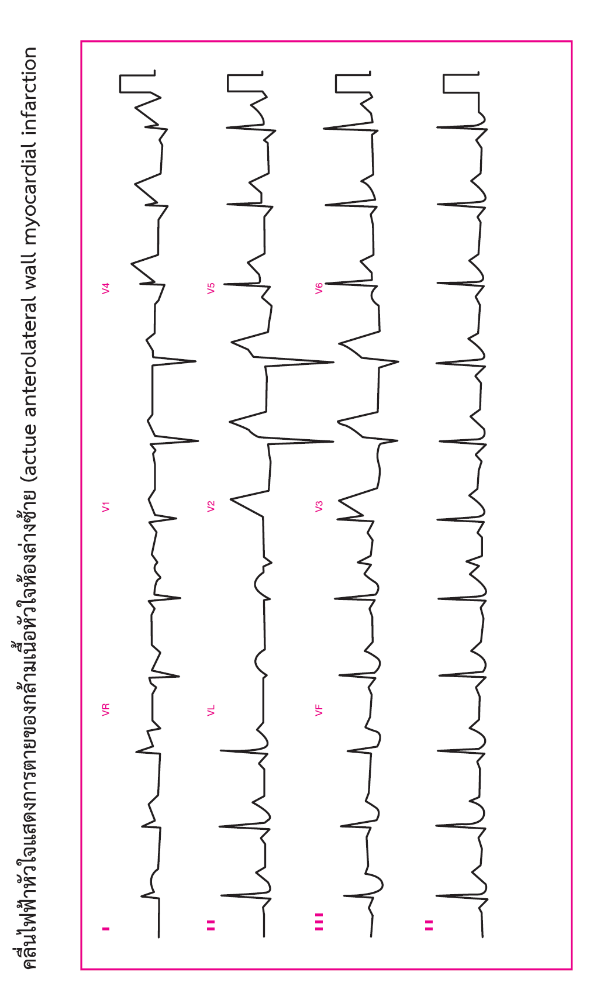 คลื่นไฟฟ้าหัวใจแสดงการตายของกล้ามเนื้อหัวใจห้องล่างซ้าย (actue anterolateral wall myocardial infarction
I VR V1 V4
II VL V2 V5
III VF V3 V6
II